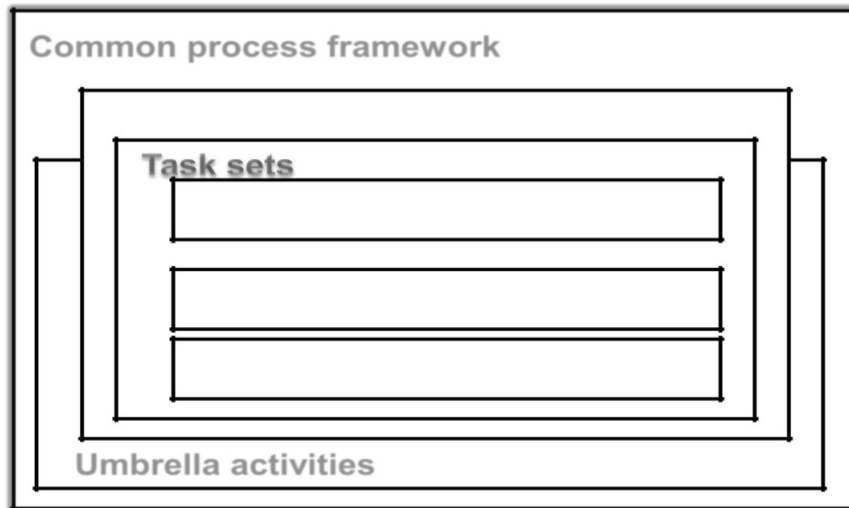 Common process framework
Task sets
Umbrella activities